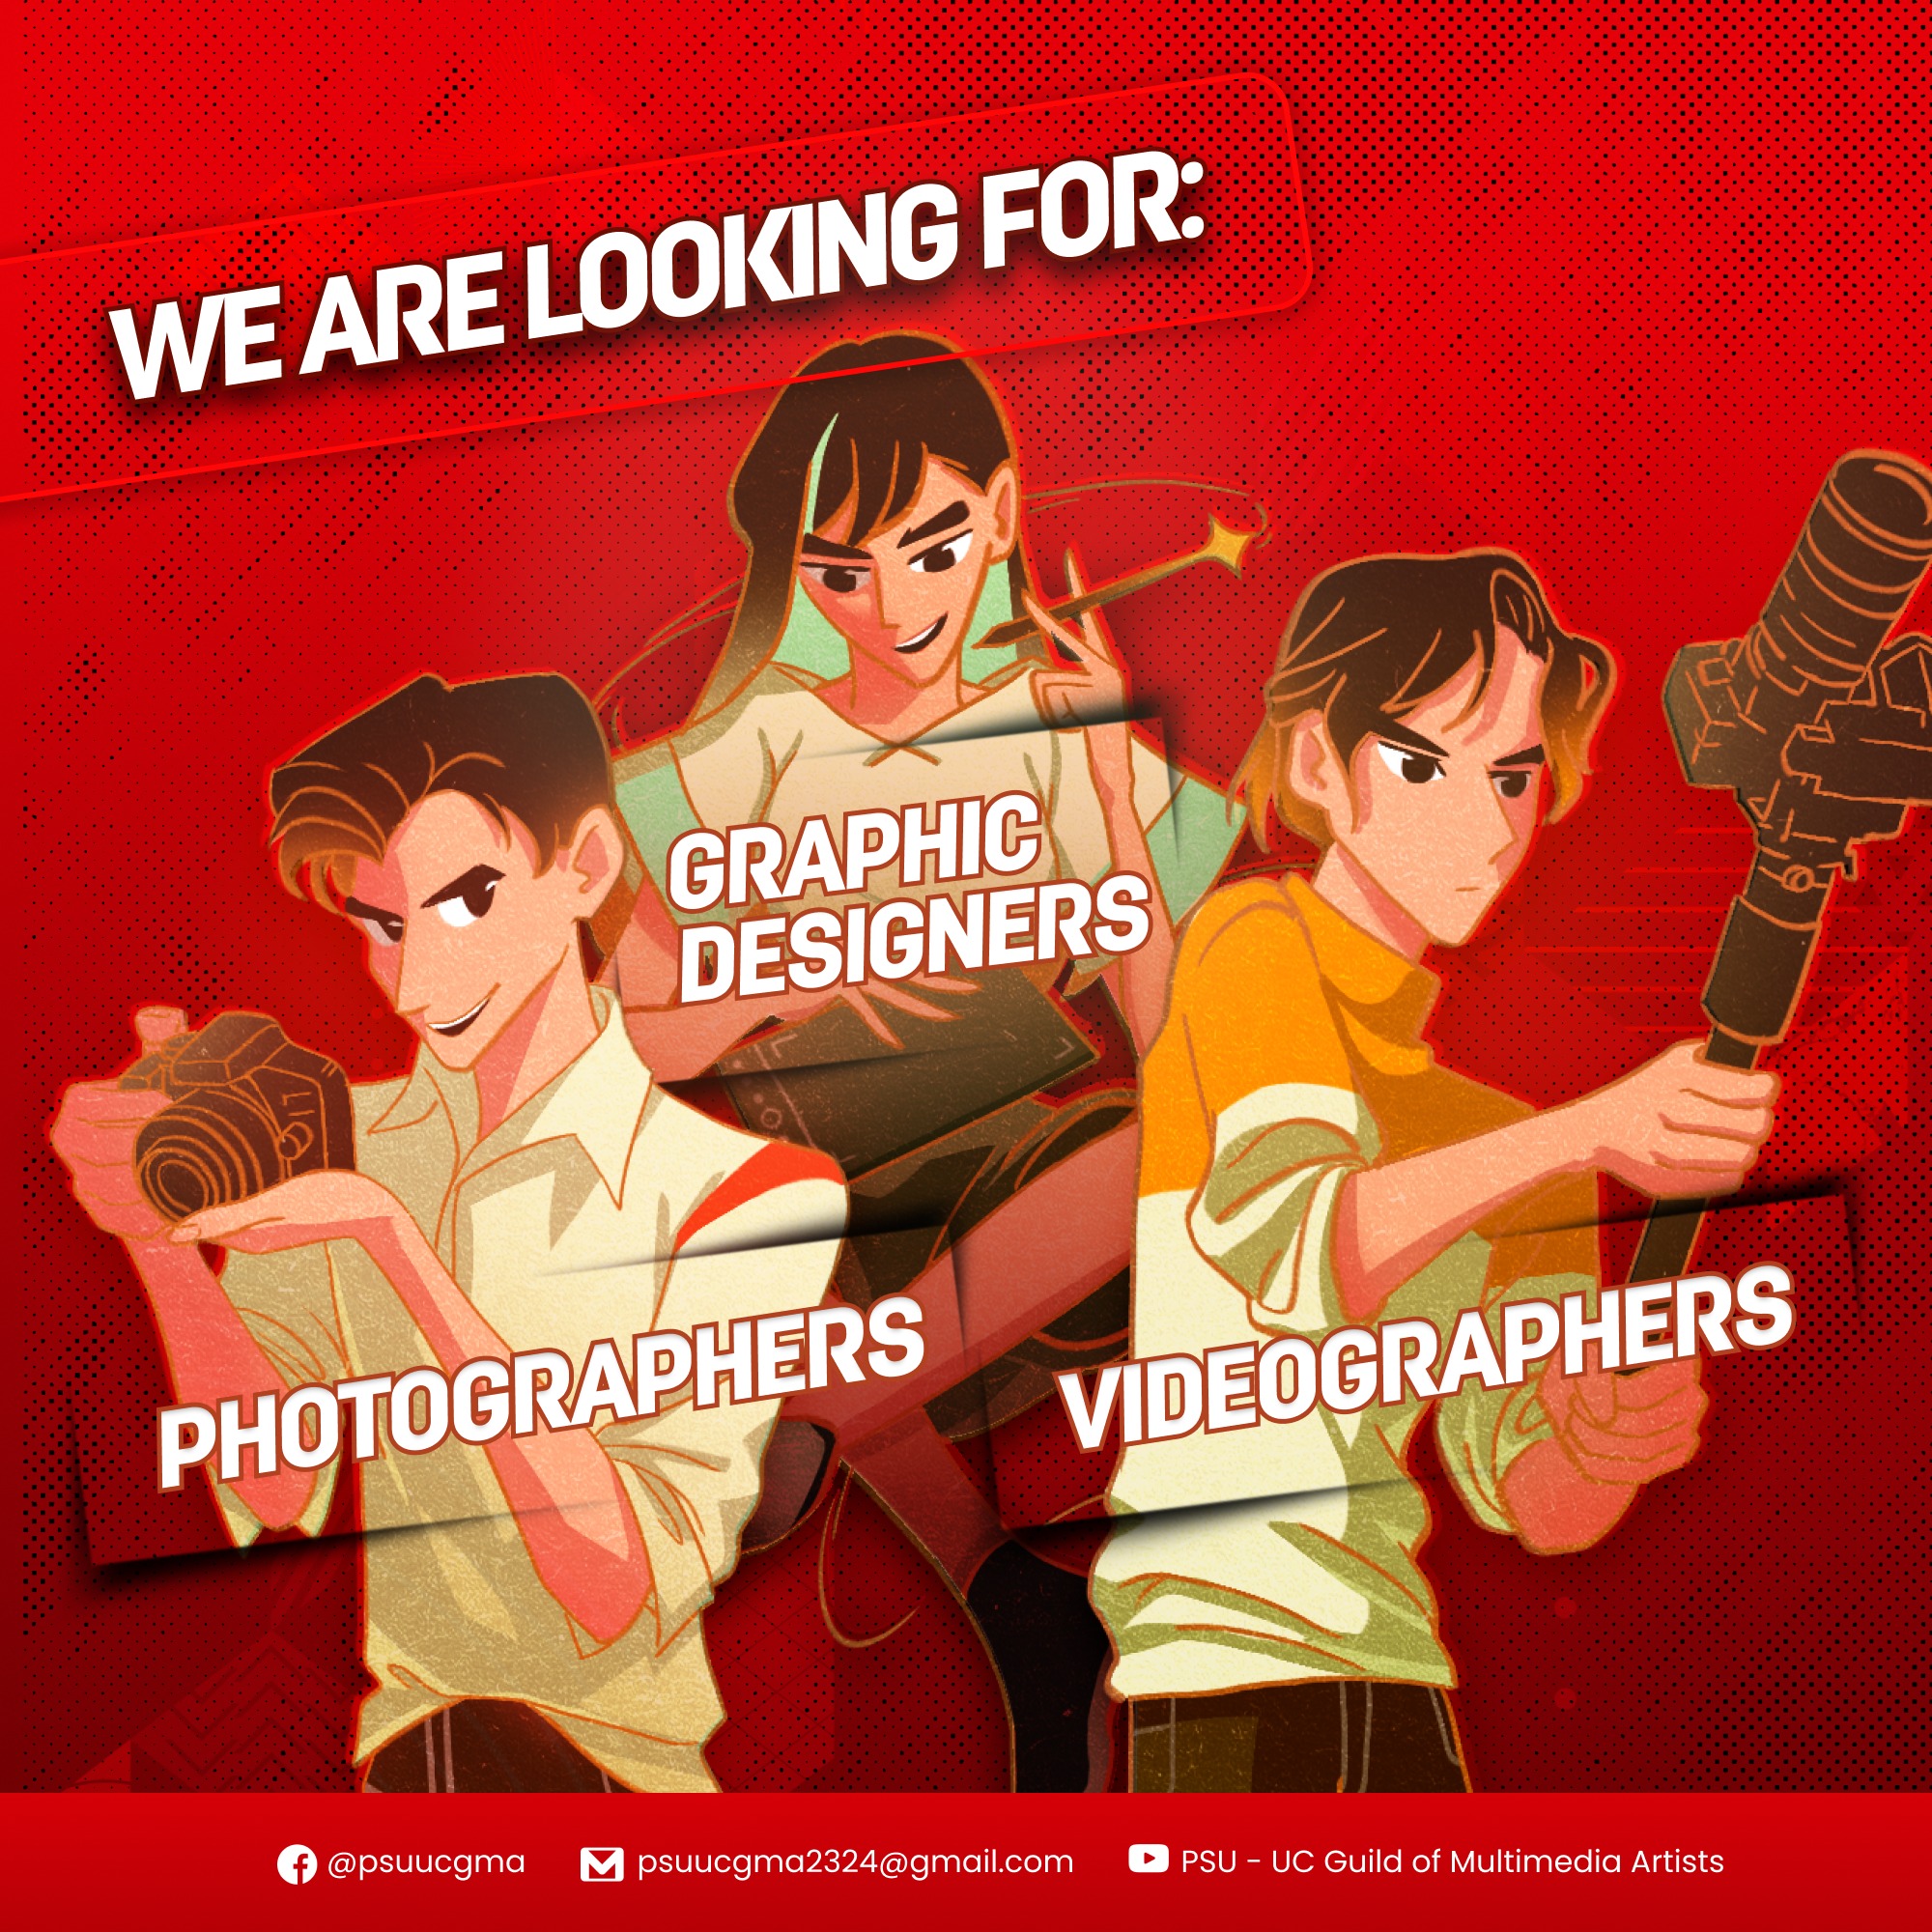 WE ARE LOOKING FOR:
GRAPHIC
DESIGNERS
PHOTOGRAPHERS
VIDEOGRAPHERS
@psuucgma
psuucgma2324@gmail.com
PSU - UC Guild of Multimedia Artists